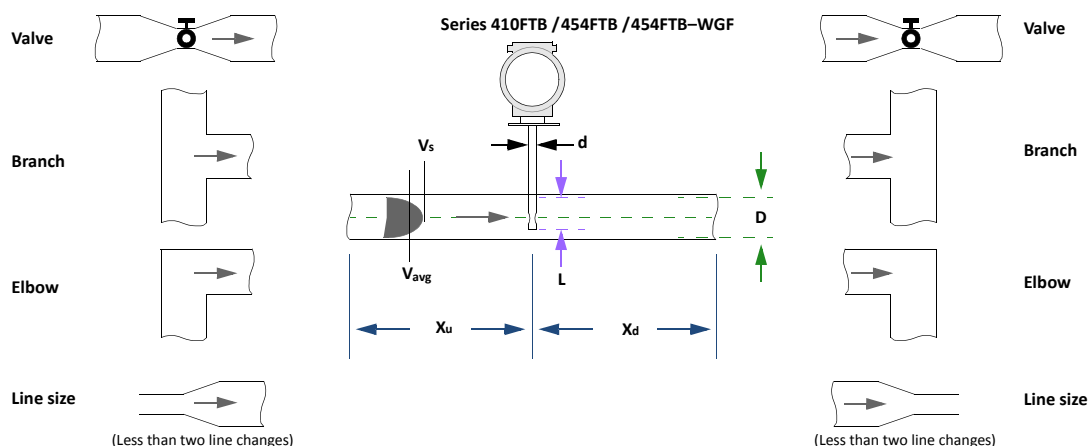 Series 410FTB /454FTB /454FTB–WGF
Valve
Valve
Branch
Branch
Vs
d
D
Vavg
L
Elbow
Elbow
Xu
Xd
Line size
Line size
(Less than two line changes)
(Less than two line changes)